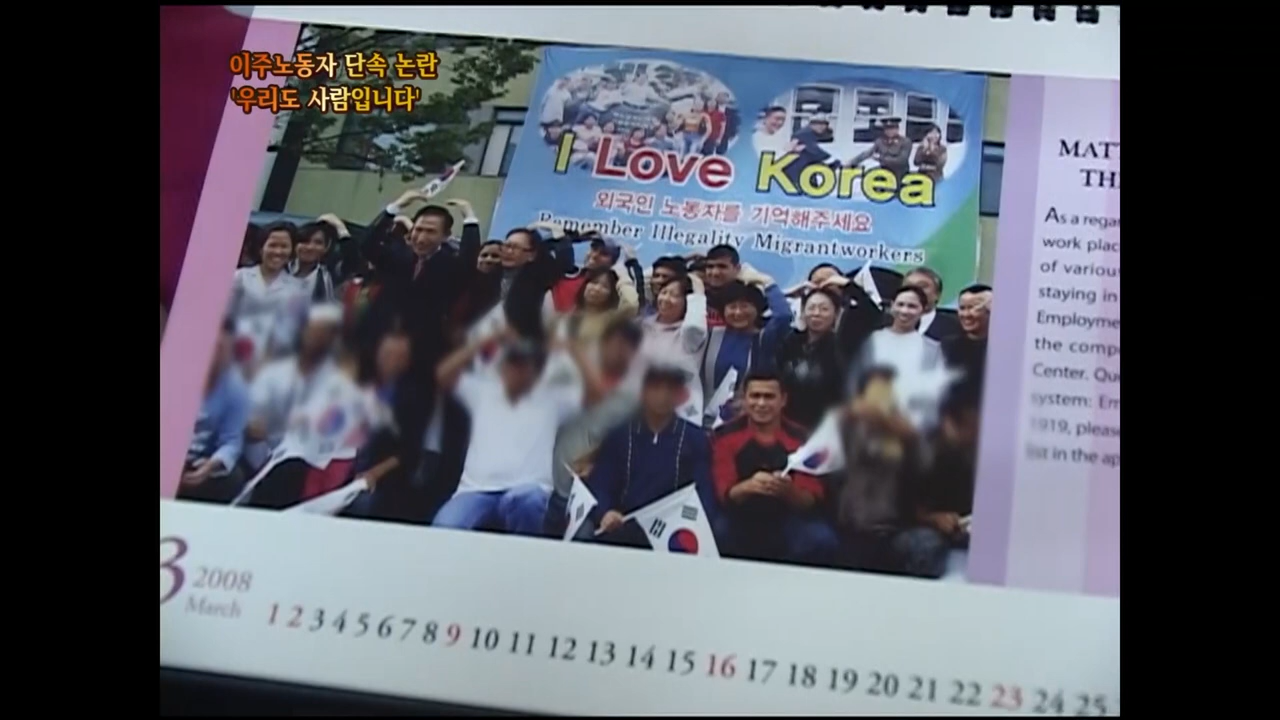 이주노동자 단속 논란
'우리도 사람입니다'
I Love Korea
외국인 노동자를 기억해주세요
Remember Illegality Migrantworkers
As a regar
work plac
of variou
staying in
Employme
the comp
Center. Qu
system: Em
1919, pleas
list in the ap
3 2008
March
1 2 3 4 5 6 7 8 9 10 11 12 13 14 15 16 17 18 19 20 21 22 23 24 25